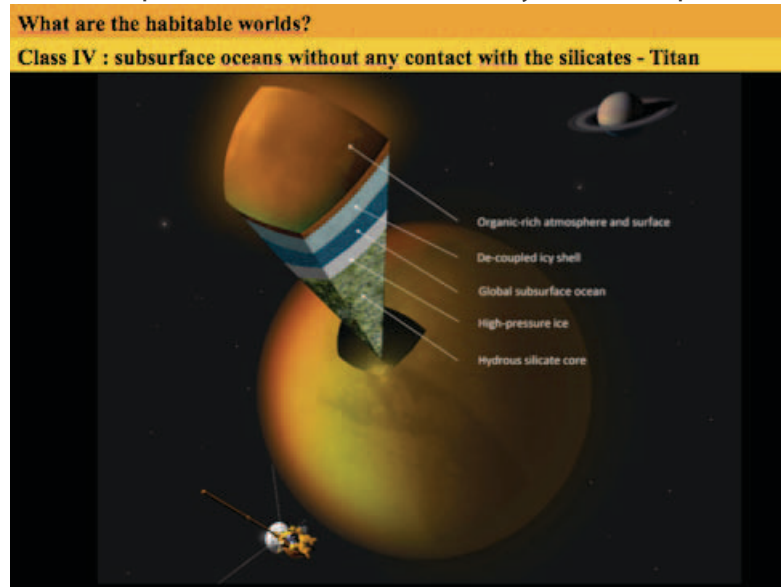 What are the habitable worlds?
Class IV : subsurface oceans without any contact with the silicates - Titan
Organic-rich atmosphere and surface
De-coupled icy shell
Global subsurface ocean
High-pressure ice
Hydrous silicate core